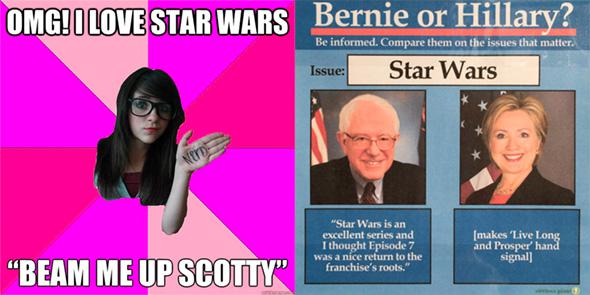 OMG! I LOVE STAR WARS
NERD
"BEAM ME UP SCOTTY"
Bernie or Hillary?
Be informed. Compare them on the issues that matter.
Issue:
Star Wars
"Star Wars is an
excellent series and
I thought Episode 7
was a nice return to the
franchise's roots."
[makes 'Live Long
and Prosper' hand
signal]